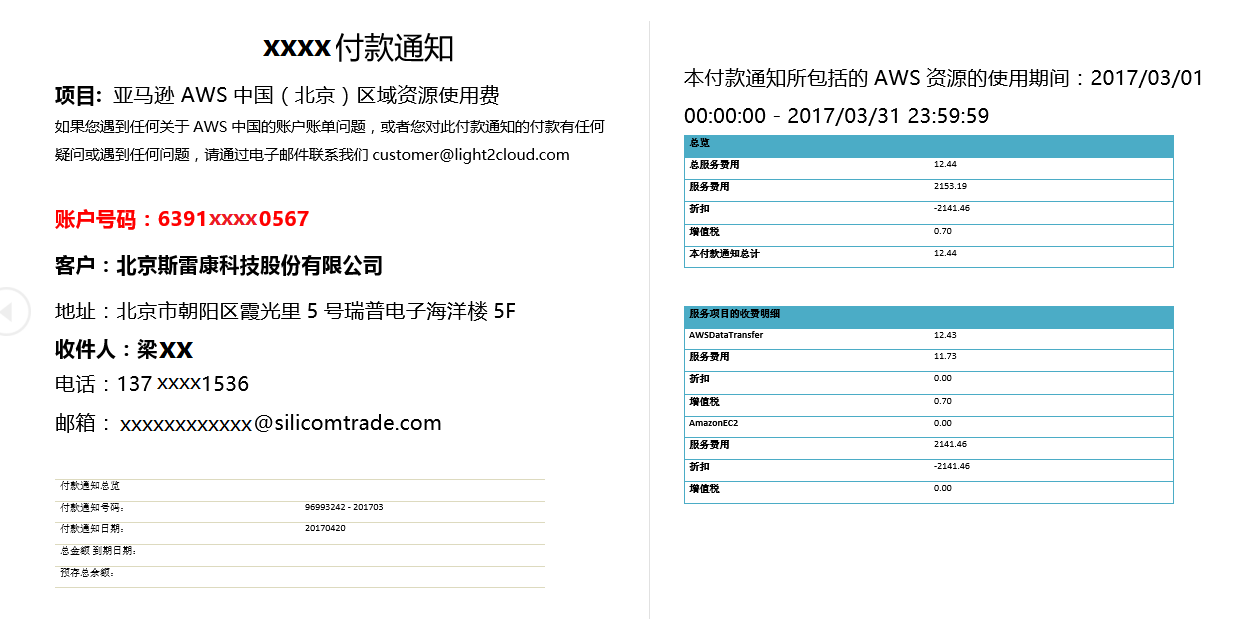 xxxx付款通知
项目: 亚马逊 AWS 中国（北京）区域资源使用费
如果您遇到任何关于 AWS 中国的账户账单问题，或者您对此付款通知的付款有任何
疑问或遇到任何问题，请通过电子邮件联系我们 customer@light2cloud.com
账户号码：6391xxxx0567
客户：北京斯雷康科技股份有限公司
地址：北京市朝阳区霞光里 5 号瑞普电子海洋楼 5F
收件人：梁XX
电话：137 xxxx1536
邮箱： xxxxxxxxxxxx@silicomtrade.com
付款通知总览
付款通知号码: 96993242 - 201703
付款通知日期: 20170420
总金额 到期日期:
预存总余额:
本付款通知所包括的 AWS 资源的使用期间：2017/03/01
00:00:00 - 2017/03/31 23:59:59
总览
总服务费用 12.44
服务费用 2153.19
折扣 -2141.46
增值税 0.70
本付款通知总计 12.44
服务项目的收费明细
AWSDataTransfer 12.43
服务费用 11.73
折扣 0.00
增值税 0.70
AmazonEC2 0.00
服务费用 2141.46
折扣 -2141.46
增值税 0.00